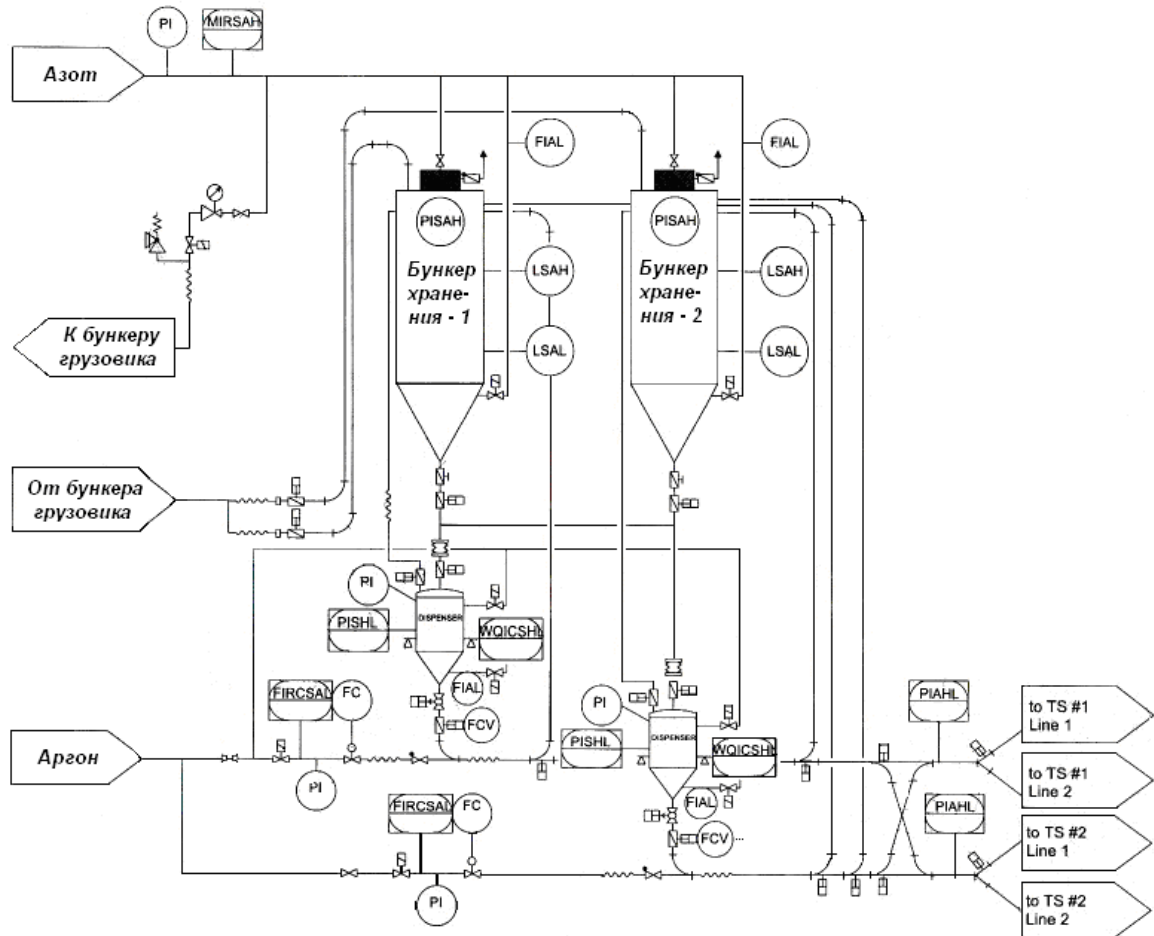 PI
MIRSAH
Азот
FIAL
FIAL
PISAH
PISAH
Бункер
хране-
ния - 1
LSAH
Бункер
хране-
ния - 2
LSAH
К бункеру
грузовика
LSAL
LSAL
От бункера
грузовика
PI
DISPENSER
PISHL
WQICSHL
FIAL
FIRCSAL
FC
FCV
PI
DISPENSER
PISHL
WQICSHL
PIAHL
to TS #1
Line 1
Аргон
PI
to TS #1
Line 2
FIRCSAL
FC
FIAL
PIAHL
FCV ...
to TS #2
Line 1
PI
to TS #2
Line 2